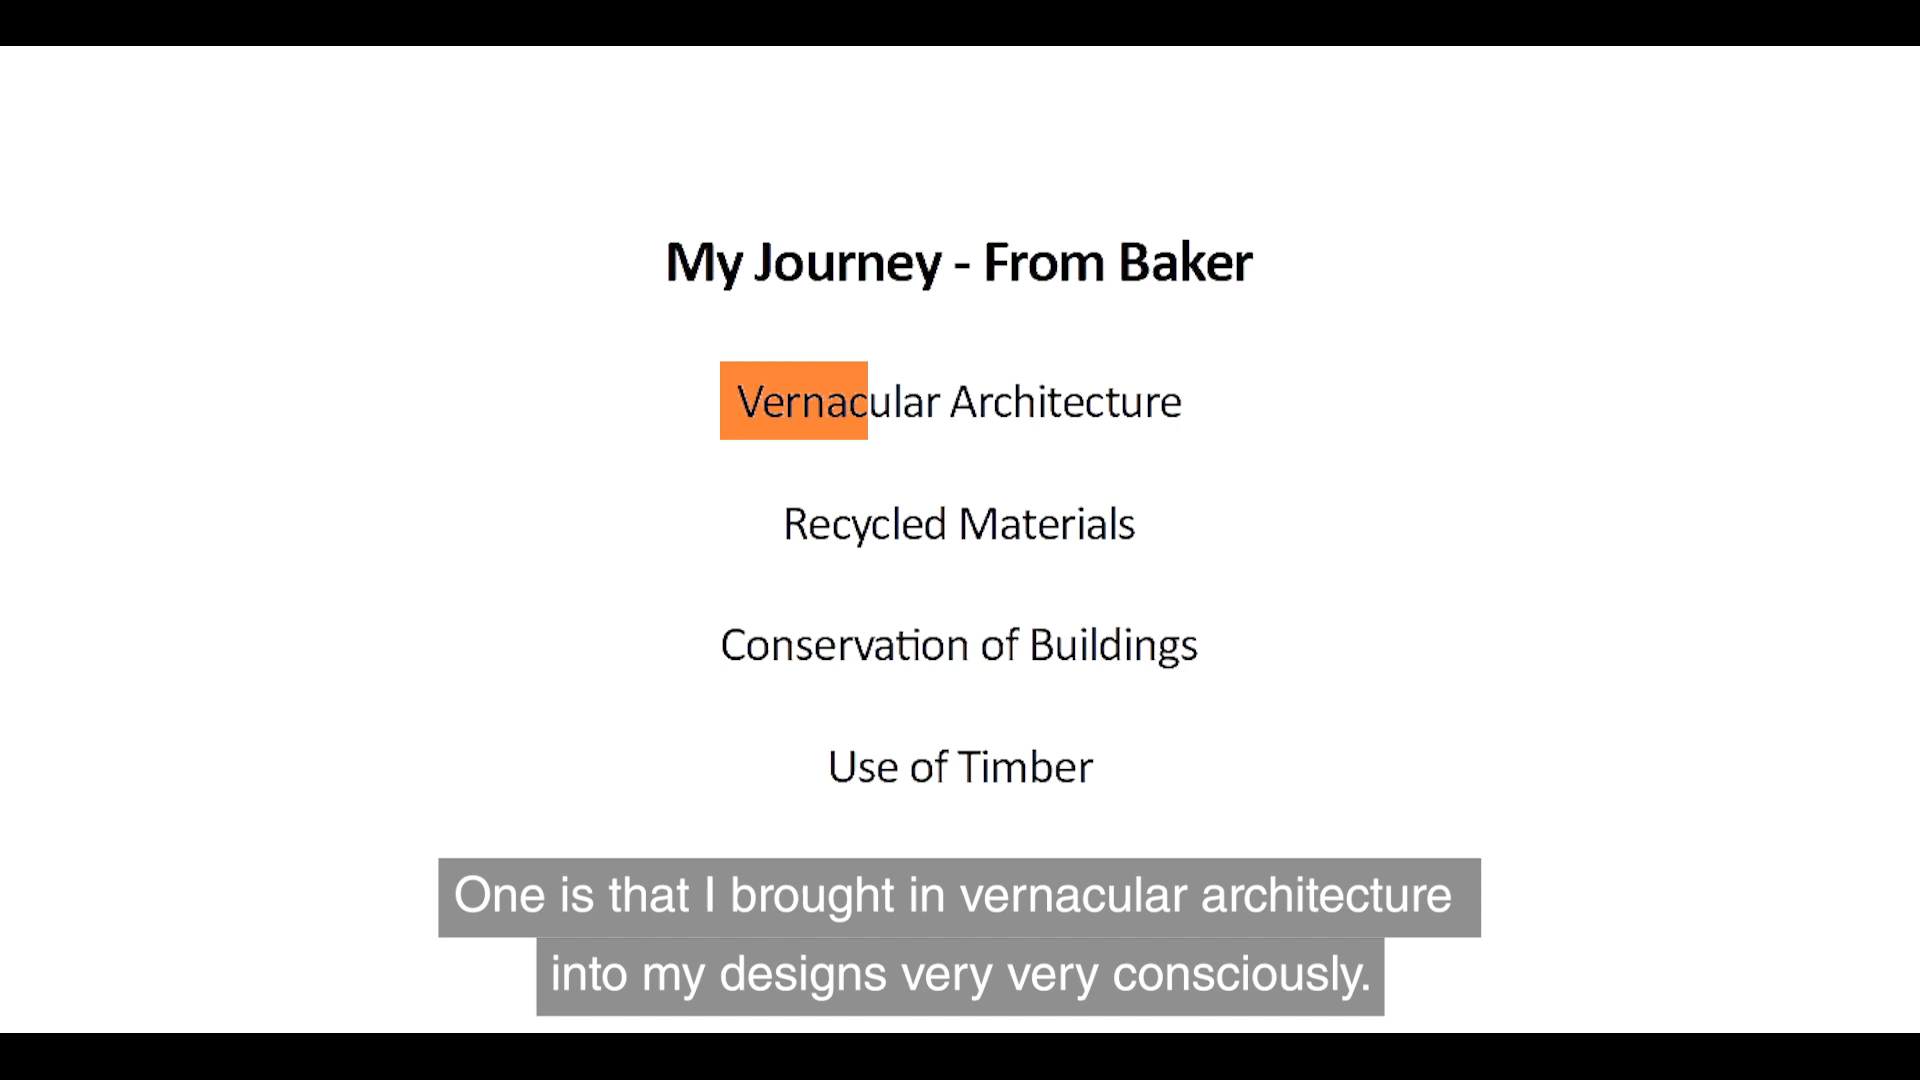 My Journey - From Baker
Vernacular Architecture
Recycled Materials
Conservation of Buildings
Use of Timber
One is that I brought in vernacular architecture
into my designs very very consciously.